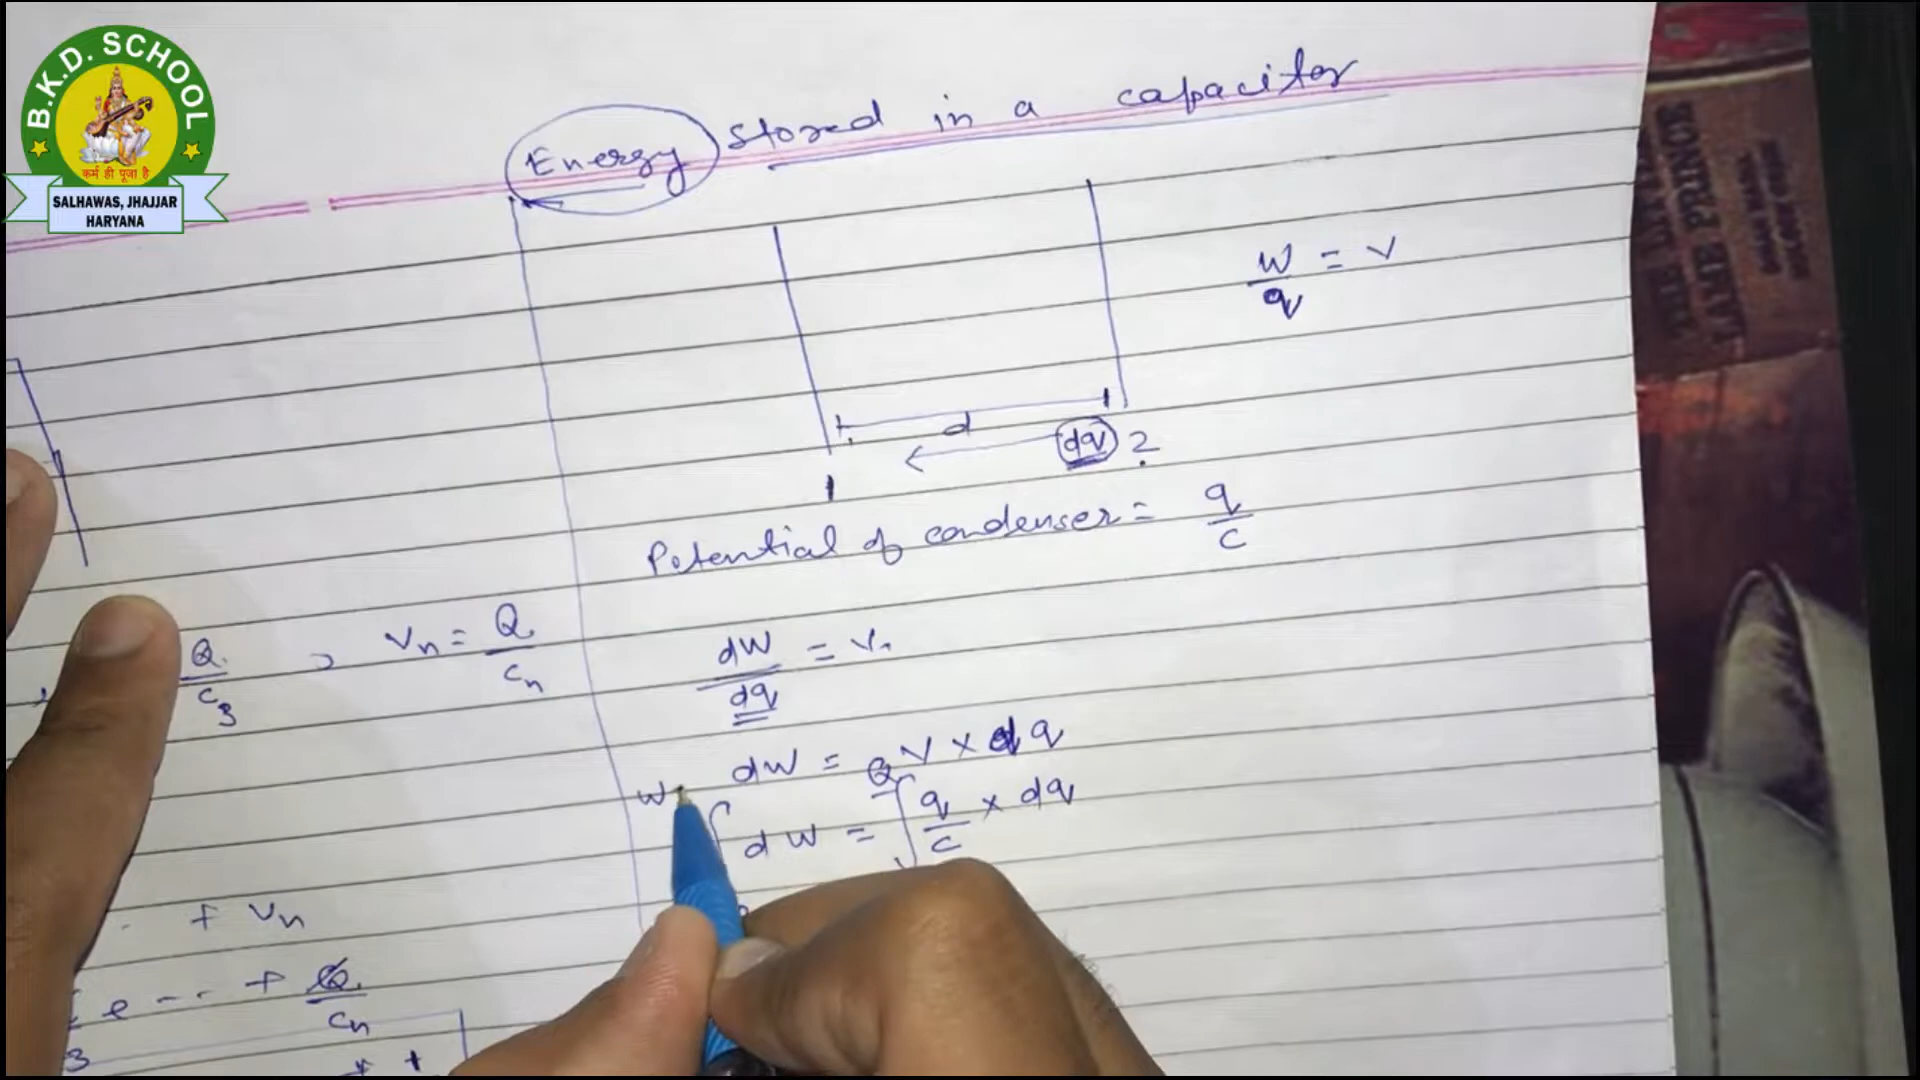 B.K.D. SCHOOL
कर्म ही पूजा है
SALHAWAS, JHAJJAR
HARYANA
Energy stored in a capacitor
W/q = V
d
dq ?
Potential of condenser = q/c
Q/c3 , Vn = Q/cn
dW/dq = V.
dW = V × dq
W
Q
∫ dW = ∫ q/c × dq
+ Vn
+ Q/cn
3
+